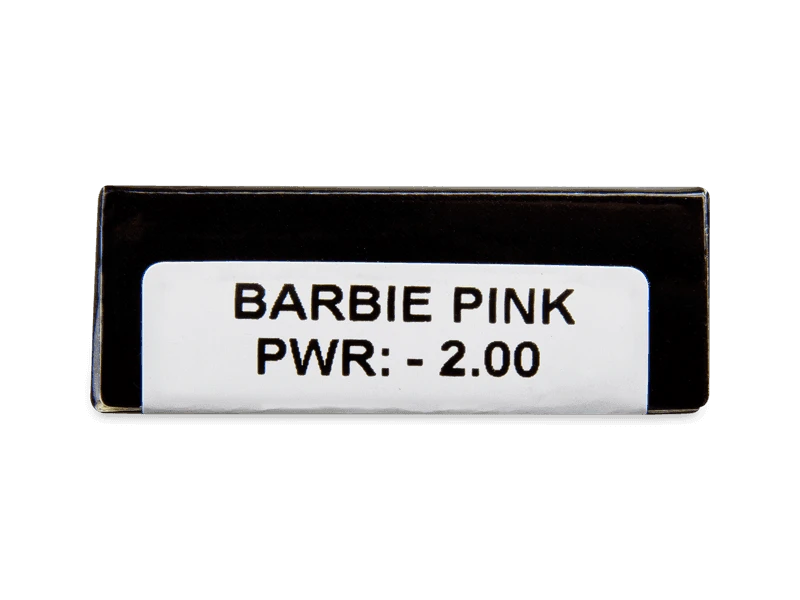 BARBIE PINK
PWR: - 2.00